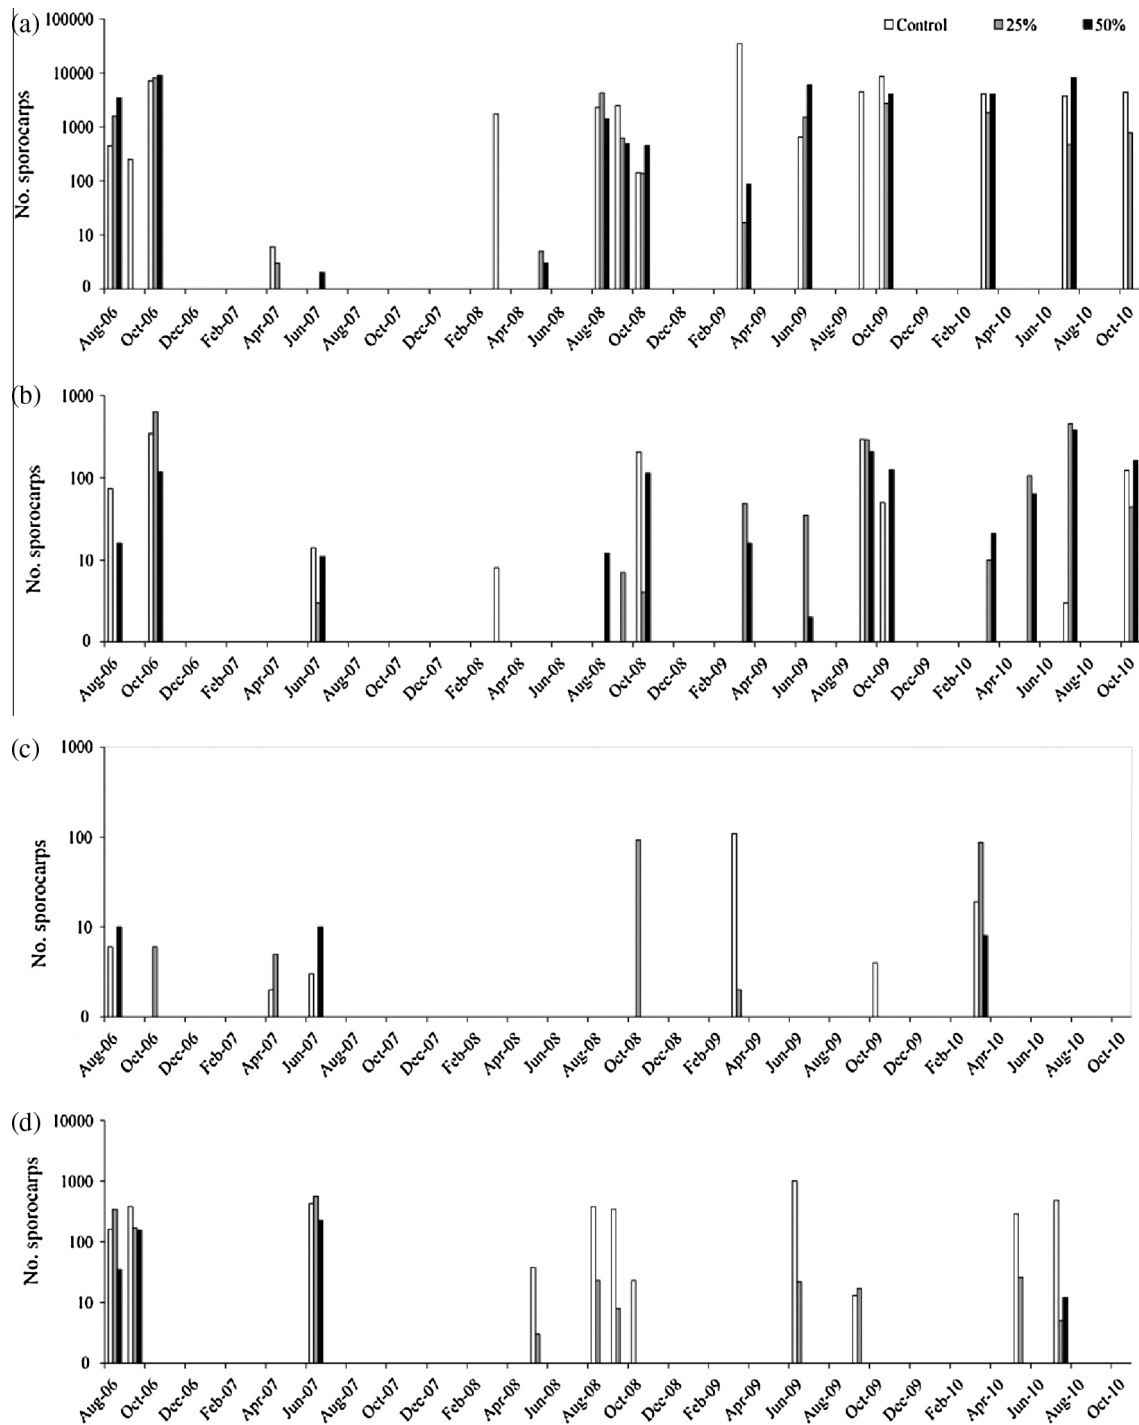 (a)
100000
10000
1000
100
10
0
No. sporocarps
Control 25% 50%
Aug-06 Oct-06 Dec-06 Feb-07 Apr-07 Jun-07 Aug-07 Oct-07 Dec-07 Feb-08 Apr-08 Jun-08 Aug-08 Oct-08 Dec-08 Feb-09 Apr-09 Jun-09 Aug-09 Oct-09 Dec-09 Feb-10 Apr-10 Jun-10 Aug-10 Oct-10
(b)
1000
100
10
0
No. sporocarps
Aug-06 Oct-06 Dec-06 Feb-07 Apr-07 Jun-07 Aug-07 Oct-07 Dec-07 Feb-08 Apr-08 Jun-08 Aug-08 Oct-08 Dec-08 Feb-09 Apr-09 Jun-09 Aug-09 Oct-09 Dec-09 Feb-10 Apr-10 Jun-10 Aug-10 Oct-10
(c)
1000
100
10
0
No. sporocarps
Aug-06 Oct-06 Dec-06 Feb-07 Apr-07 Jun-07 Aug-07 Oct-07 Dec-07 Feb-08 Apr-08 Jun-08 Aug-08 Oct-08 Dec-08 Feb-09 Apr-09 Jun-09 Aug-09 Oct-09 Dec-09 Feb-10 Apr-10 Jun-10 Aug-10 Oct-10
(d)
10000
1000
100
10
0
No. sporocarps
Aug-06 Oct-06 Dec-06 Feb-07 Apr-07 Jun-07 Aug-07 Oct-07 Dec-07 Feb-08 Apr-08 Jun-08 Aug-08 Oct-08 Dec-08 Feb-09 Apr-09 Jun-09 Aug-09 Oct-09 Dec-09 Feb-10 Apr-10 Jun-10 Aug-10 Oct-10